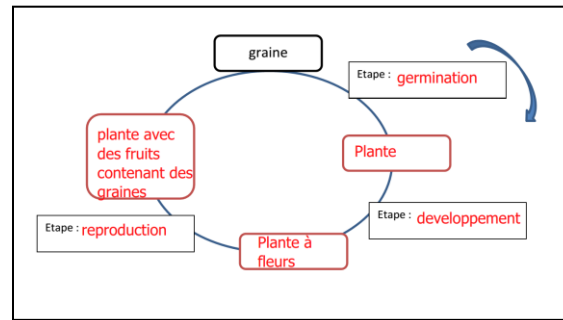 graine
Etape : germination
Plante
Etape : developpement
Plante à
fleurs
Etape : reproduction
plante avec
des fruits
contenant des
graines